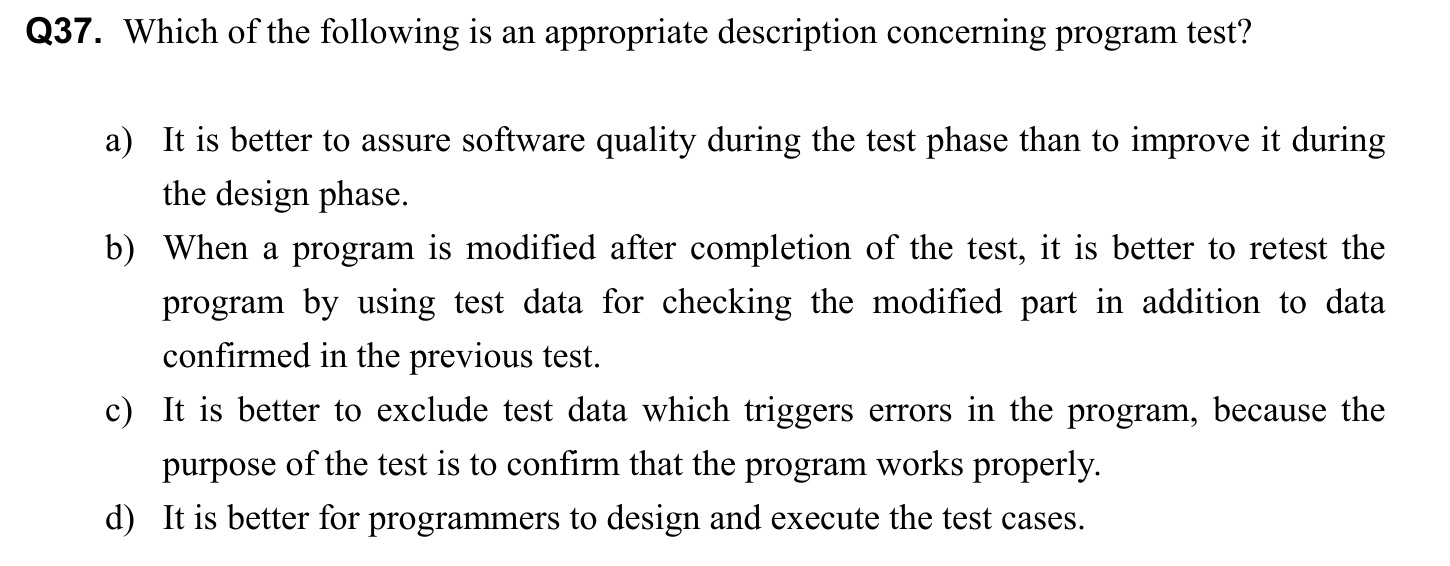 Q37. Which of the following is an appropriate description concerning program test?
a) It is better to assure software quality during the test phase than to improve it during
the design phase.
b) When a program is modified after completion of the test, it is better to retest the
program by using test data for checking the modified part in addition to data
confirmed in the previous test.
c) It is better to exclude test data which triggers errors in the program, because the
purpose of the test is to confirm that the program works properly.
d) It is better for programmers to design and execute the test cases.